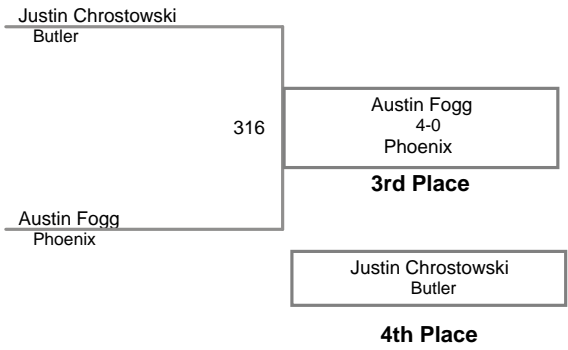 Justin Chrostowski
Butler
316
Austin Fogg
4-0
Phoenix
3rd Place
Austin Fogg
Phoenix
Justin Chrostowski
Butler
4th Place